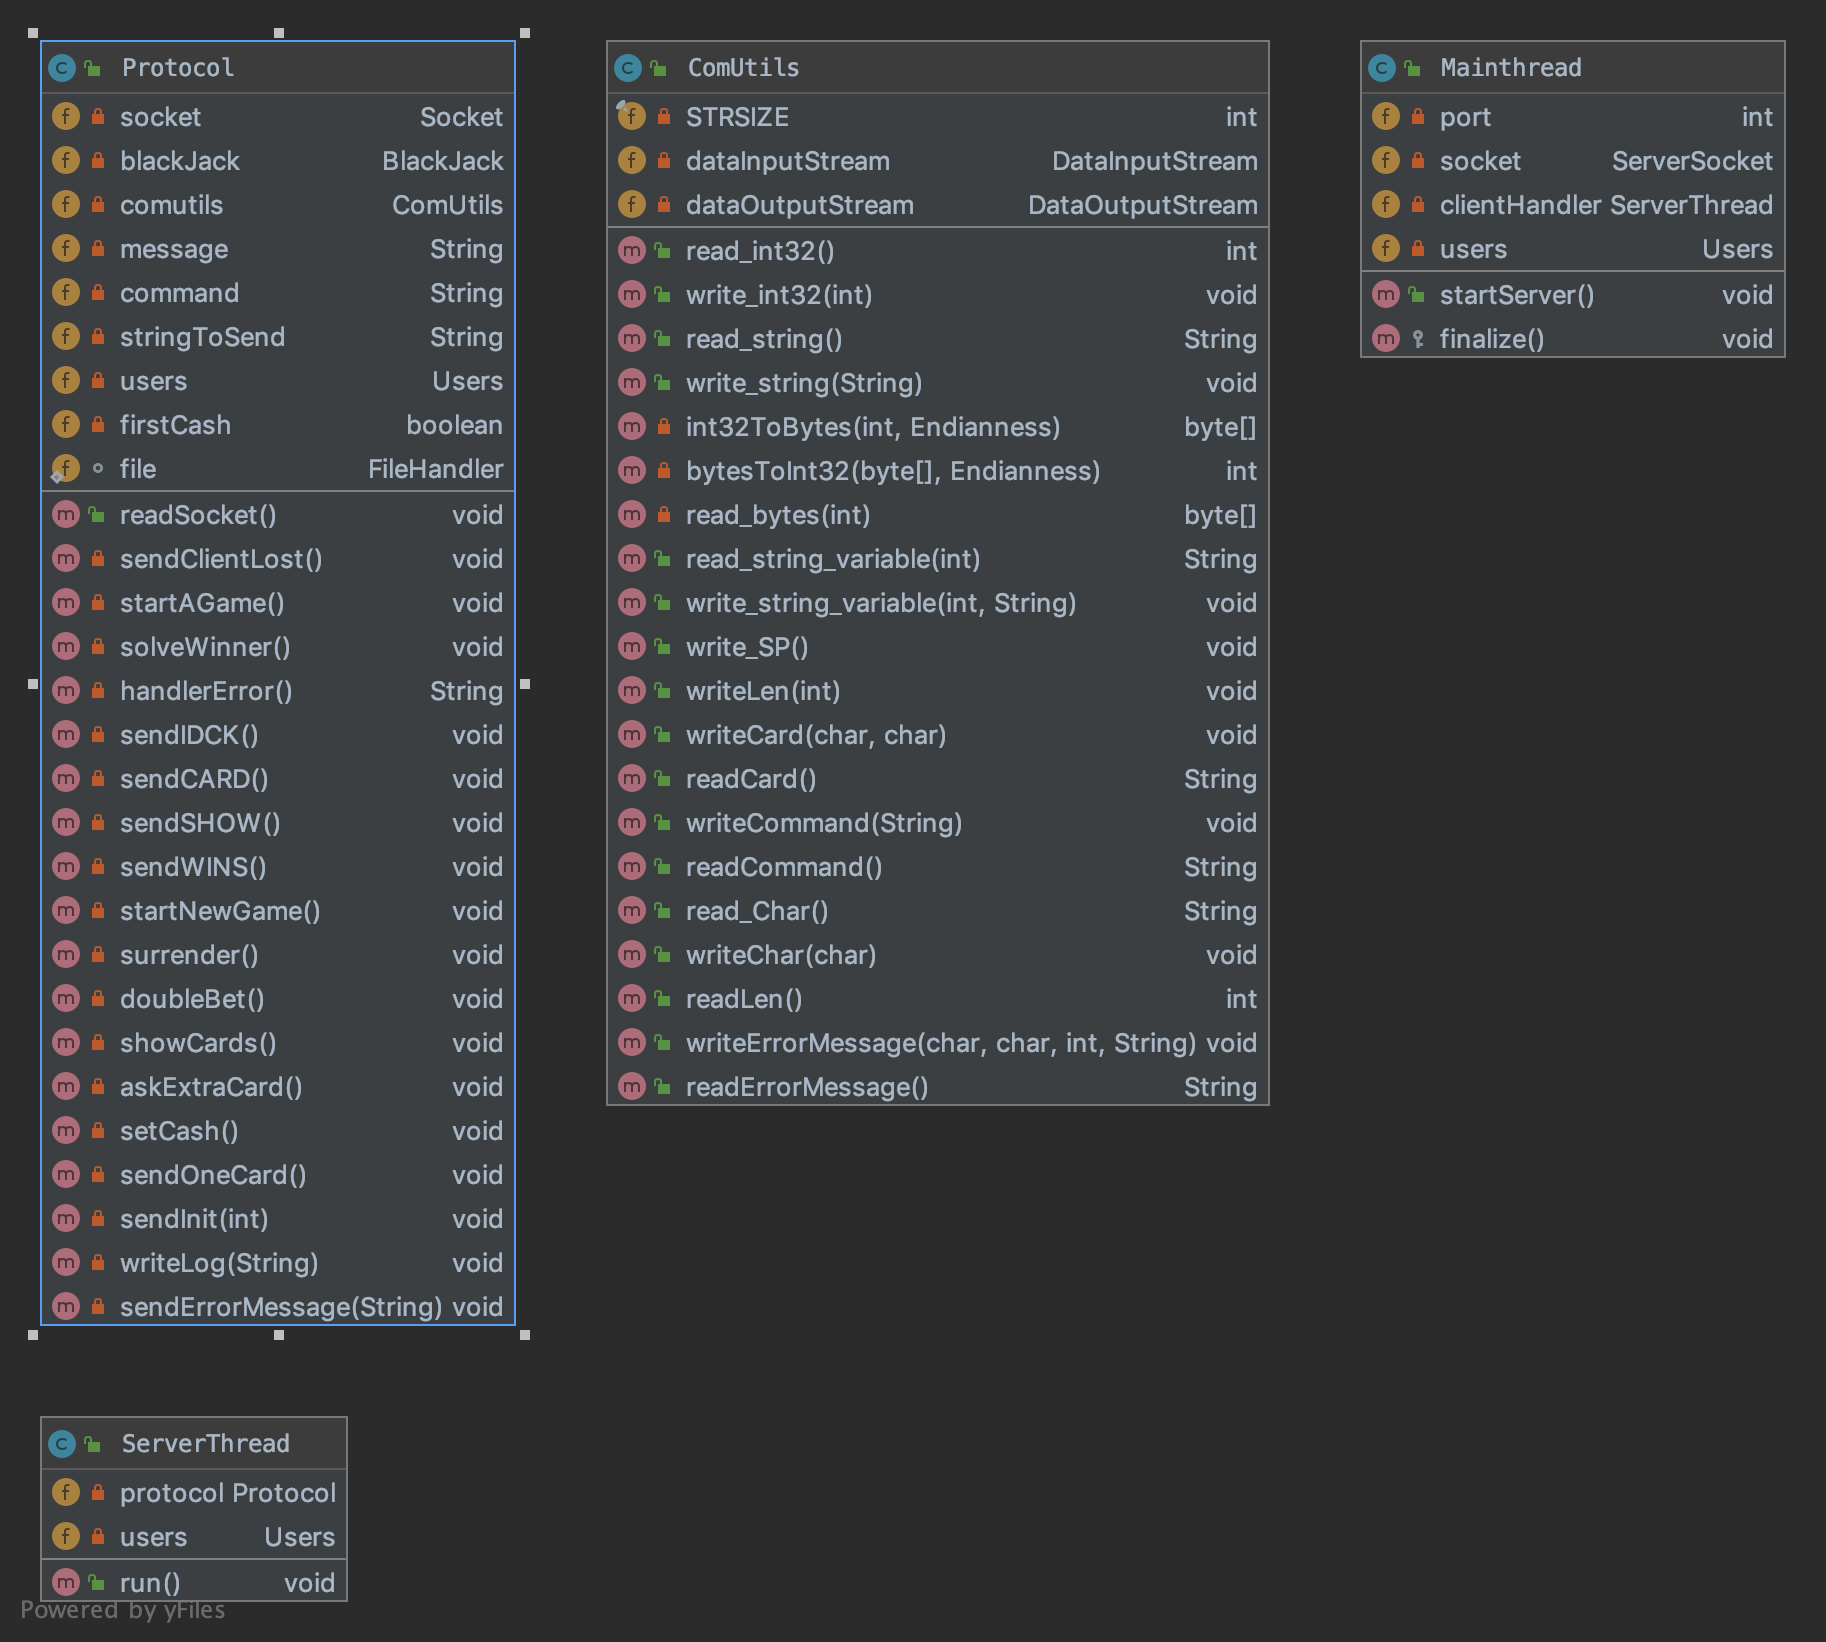 Protocol
socket Socket
blackJack BlackJack
comutils ComUtils
message String
command String
stringToSend String
users Users
firstCash boolean
file FileHandler
readSocket() void
sendClientLost() void
startAGame() void
solveWinner() void
handlerError() String
sendIDCK() void
sendCARD() void
sendSHOW() void
sendWINS() void
startNewGame() void
surrender() void
doubleBet() void
showCards() void
askExtraCard() void
setCash() void
sendOneCard() void
sendInit(int) void
writeLog(String) void
sendErrorMessage(String) void
ComUtils
STRSIZE int
dataInputStream DataInputStream
dataOutputStream DataOutputStream
read_int32() int
write_int32(int) void
read_string() String
write_string(String) void
int32ToBytes(int, Endianness) byte[]
bytesToInt32(byte[], Endianness) int
read_bytes(int) byte[]
read_string_variable(int) String
write_string_variable(int, String) void
write_SP() void
writeLen(int) void
writeCard(char, char) void
readCard() String
writeCommand(String) void
readCommand() String
read_Char() String
writeChar(char) void
readLen() int
writeErrorMessage(char, char, int, String) void
readErrorMessage() String
Mainthread
port int
socket ServerSocket
clientHandler ServerThread
users Users
startServer() void
finalize() void
ServerThread
protocol Protocol
users Users
run() void
Powered by yFiles